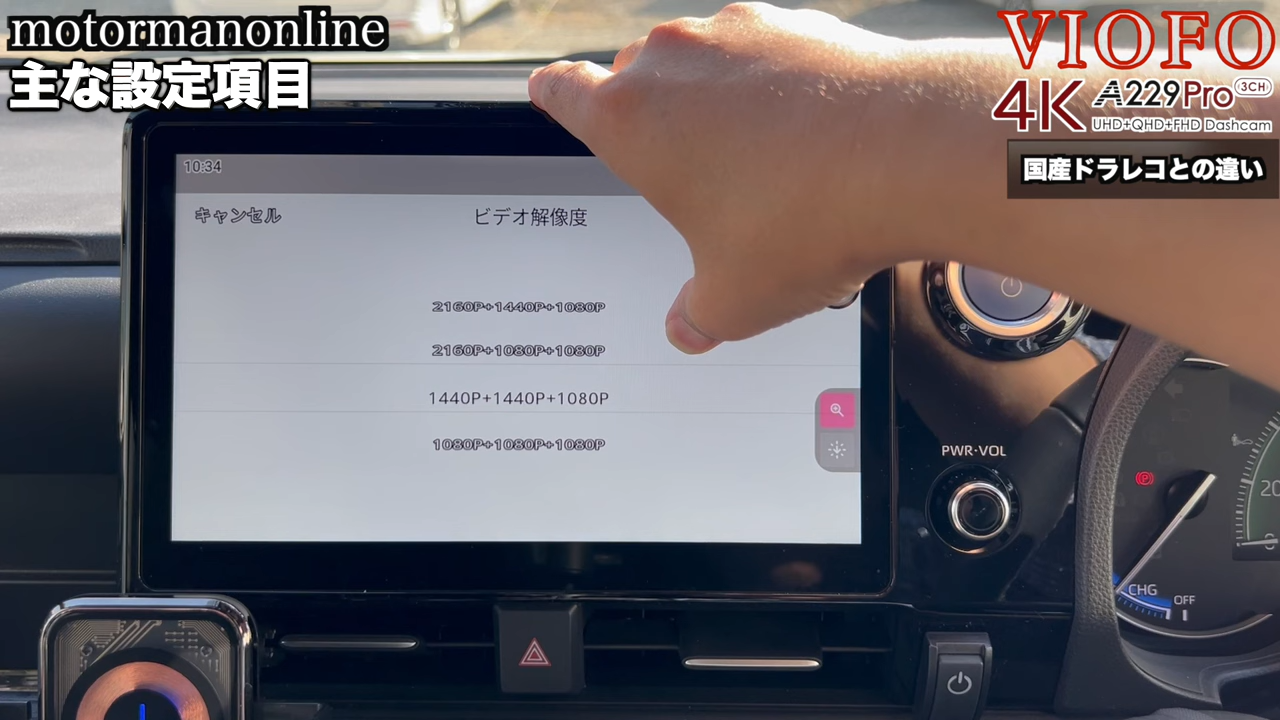 motormanonline
主な設定項目
VIOFO
4K A229Pro 3CH
UHD+QHD+FHD Dashcam
国産ドラレコとの違い
10:34
キャンセル
ビデオ解像度
2160P+1440P+1080P
2160P+1080P+1080P
1440P+1440P+1080P
1080P+1080P+1080P
PWR·VOL
CHG
OFF
20